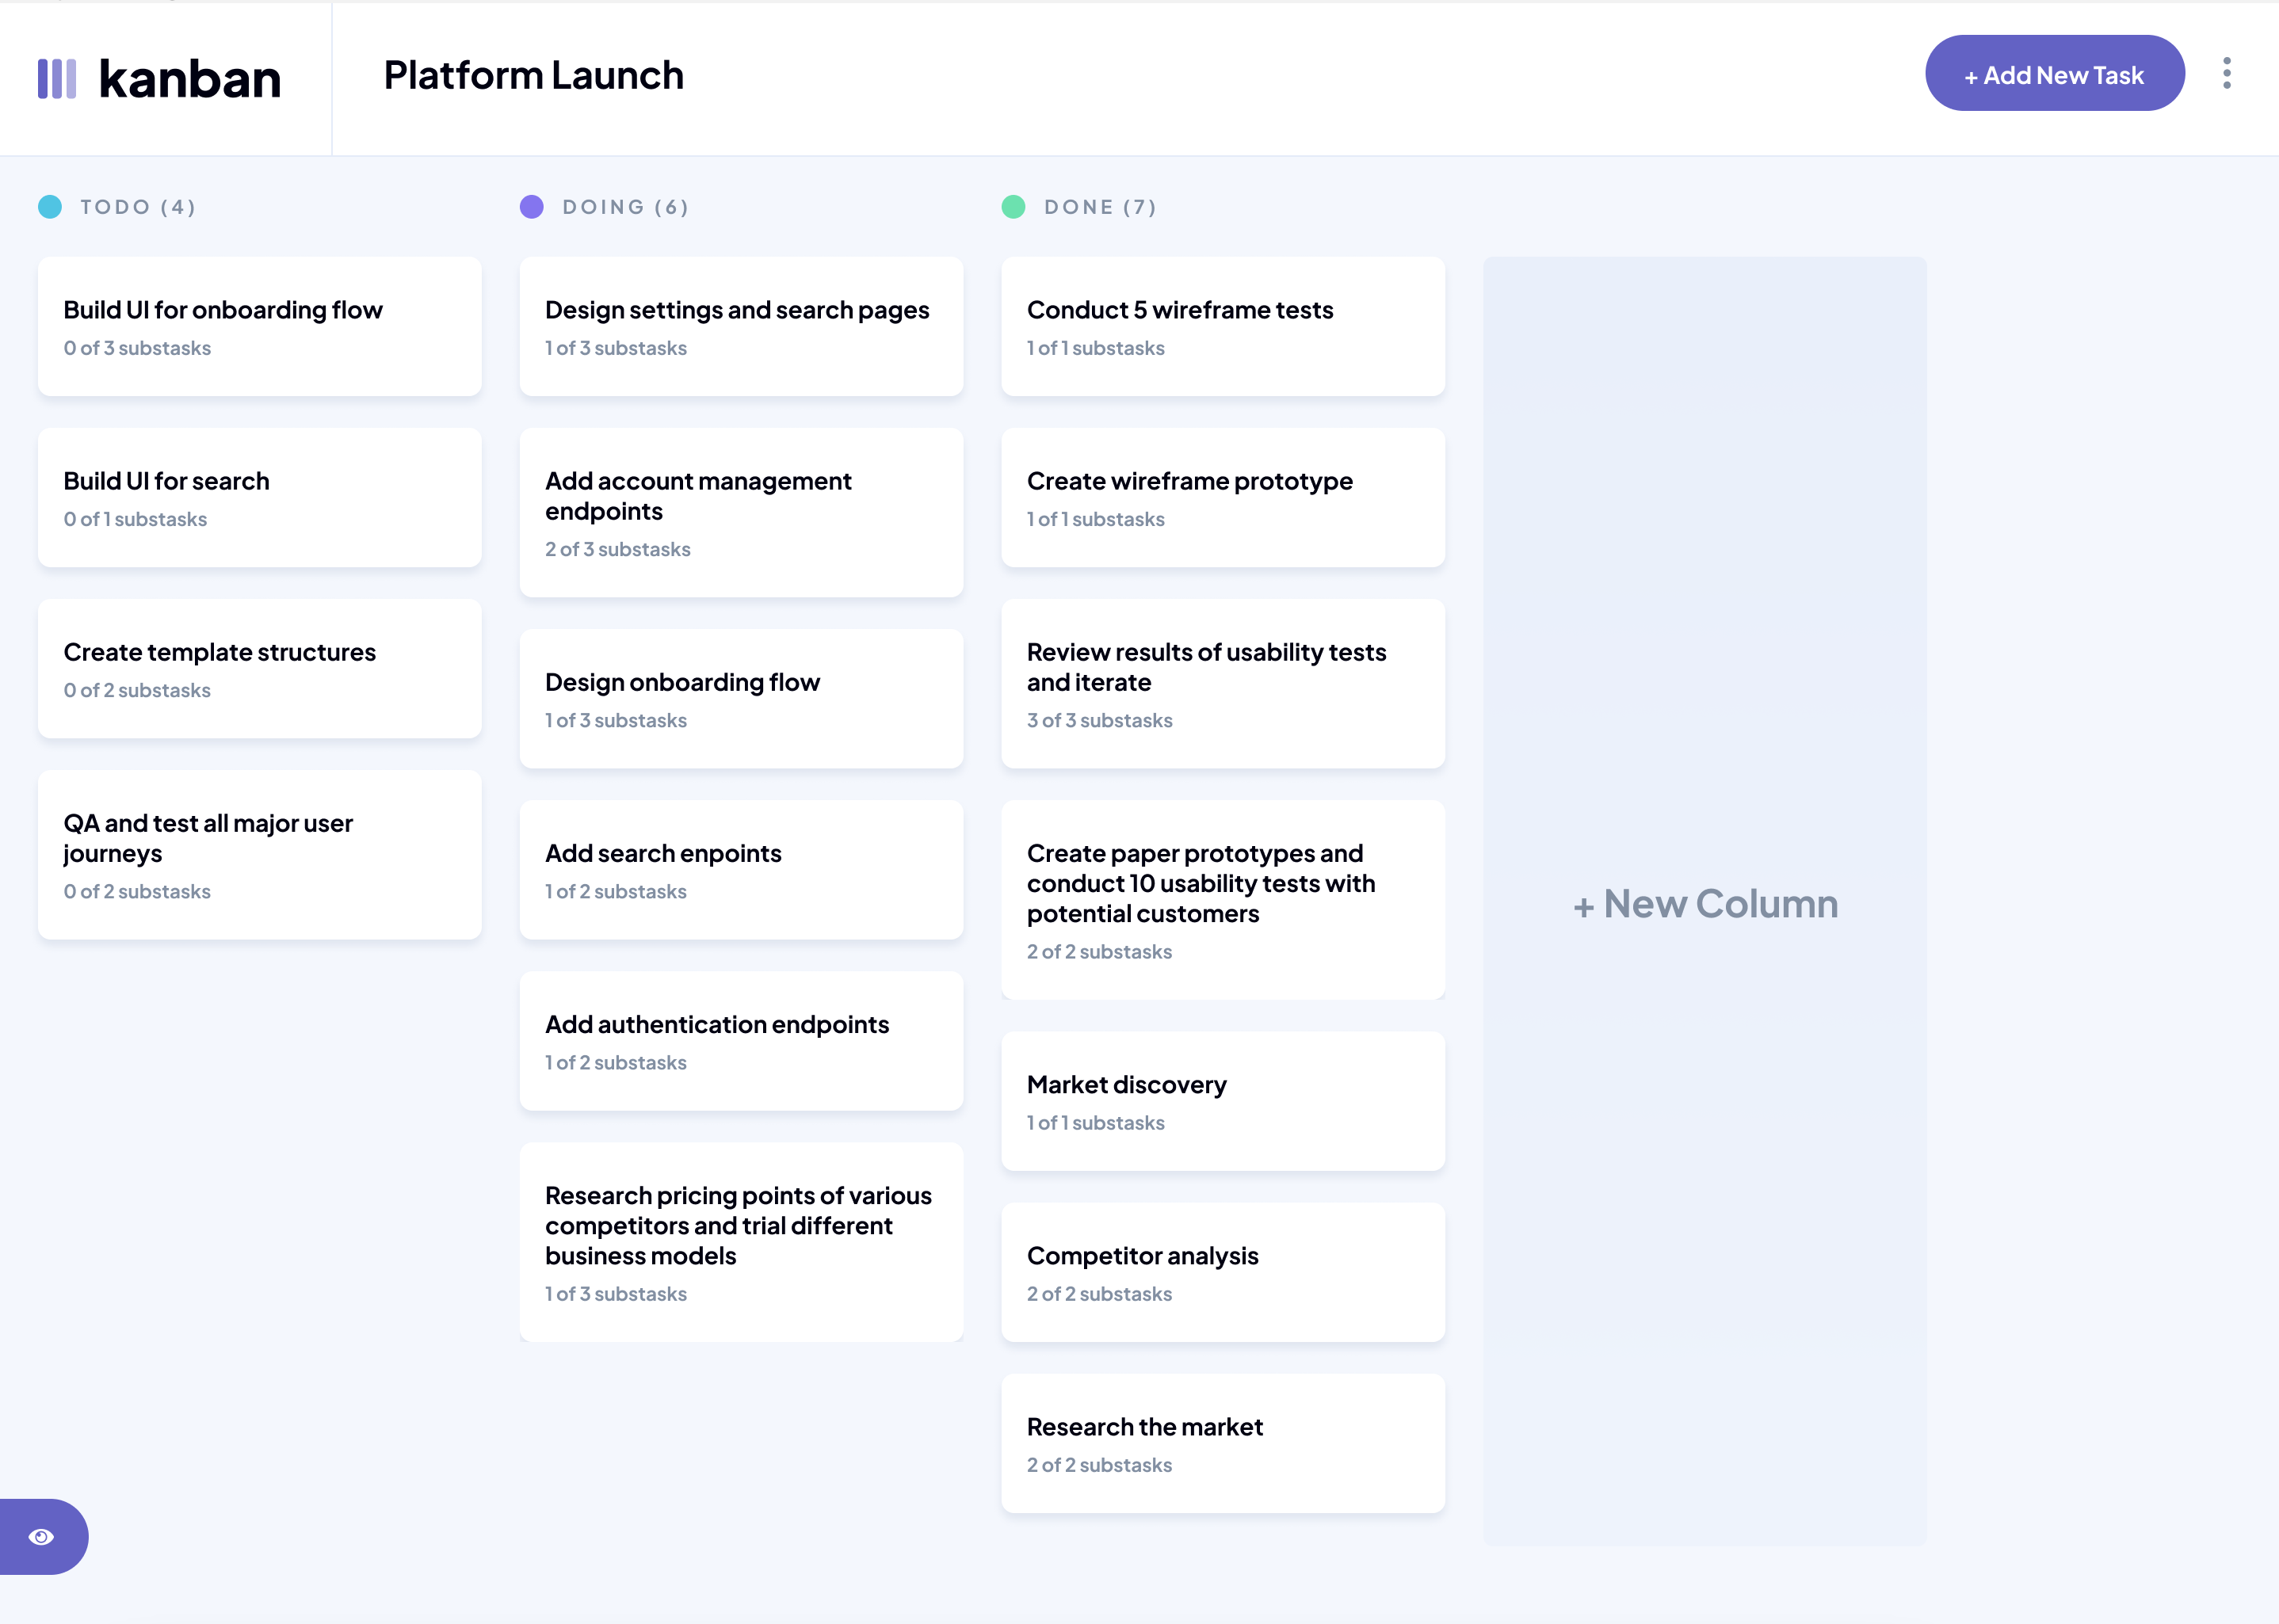 kanban
Platform Launch
+ Add New Task
TODO (4)
Build UI for onboarding flow
0 of 3 substasks
Build UI for search
0 of 1 substasks
Create template structures
0 of 2 substasks
QA and test all major user
journeys
0 of 2 substasks
DOING (6)
Design settings and search pages
1 of 3 substasks
Add account management
endpoints
2 of 3 substasks
Design onboarding flow
1 of 3 substasks
Add search enpoints
1 of 2 substasks
Add authentication endpoints
1 of 2 substasks
Research pricing points of various
competitors and trial different
business models
1 of 3 substasks
DONE (7)
Conduct 5 wireframe tests
1 of 1 substasks
Create wireframe prototype
1 of 1 substasks
Review results of usability tests
and iterate
3 of 3 substasks
Create paper prototypes and
conduct 10 usability tests with
potential customers
2 of 2 substasks
Market discovery
1 of 1 substasks
Competitor analysis
2 of 2 substasks
Research the market
2 of 2 substasks
+ New Column